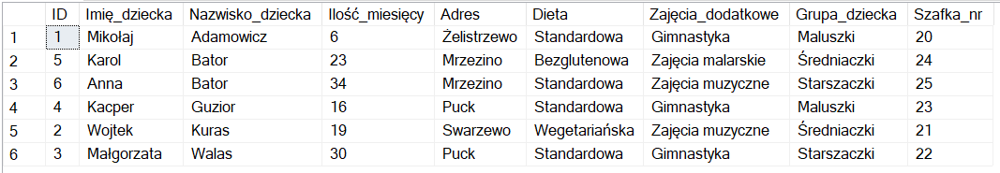 ID Imię_dziecka Nazwisko_dziecka Ilość_miesięcy Adres Dieta Zajęcia_dodatkowe Grupa_dziecka Szafka_nr
1 1 Mikołaj Adamowicz 6 Żelistrzewo Standardowa Gimnastyka Maluszki 20
2 5 Karol Bator 23 Mrzezino Bezglutenowa Zajęcia malarskie Średniaczki 24
3 6 Anna Bator 34 Mrzezino Standardowa Zajęcia muzyczne Starszaczki 25
4 4 Kacper Guzior 16 Puck Standardowa Gimnastyka Maluszki 23
5 2 Wojtek Kuras 19 Swarzewo Wegetariańska Zajęcia muzyczne Średniaczki 21
6 3 Małgorzata Walas 30 Puck Standardowa Gimnastyka Starszaczki 22